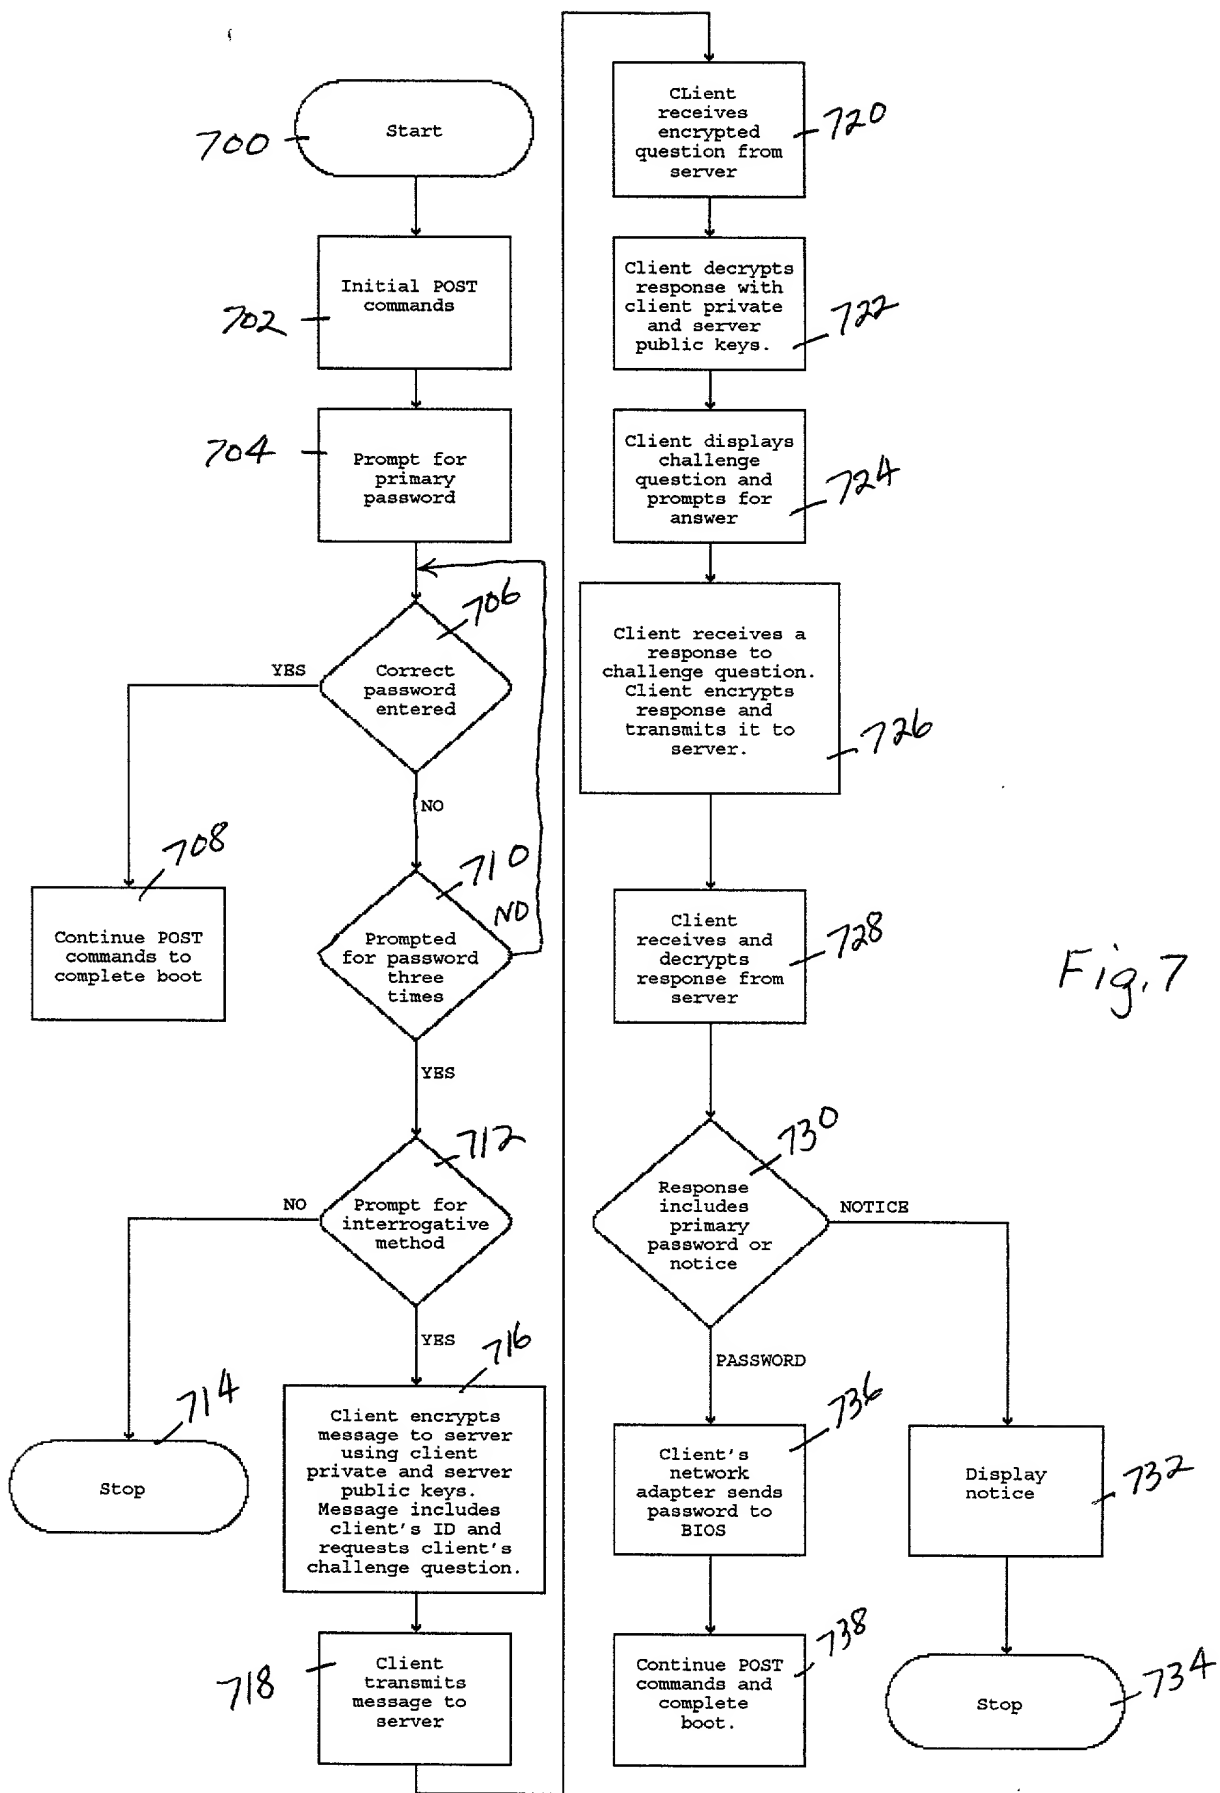 700
Start
702
Initial POST
commands
704
Prompt for
primary
password
706
YES
Correct
password
entered
NO
708
Continue POST
commands to
complete boot
710
NO
Prompted
for password
three
times
YES
712
NO
Prompt for
interrogative
method
YES
714
Stop
716
Client encrypts
message to server
using client
private and server
public keys.
Message includes
client's ID and
requests client's
challenge question.
718
Client
transmits
message to
server
CLient
receives
encrypted
question from
server
720
Client decrypts
response with
client private
and server
public keys.
722
Client displays
challenge
question and
prompts for
answer
724
Client receives a
response to
challenge question.
Client encrypts
response and
transmits it to
server.
726
Client
receives and
decrypts
response from
server
728
Fig. 7
730
Response
includes
primary
password or
notice
NOTICE
PASSWORD
736
Client's
network
adapter sends
password to
BIOS
Display
notice
732
738
Continue POST
commands and
complete
boot.
Stop
734